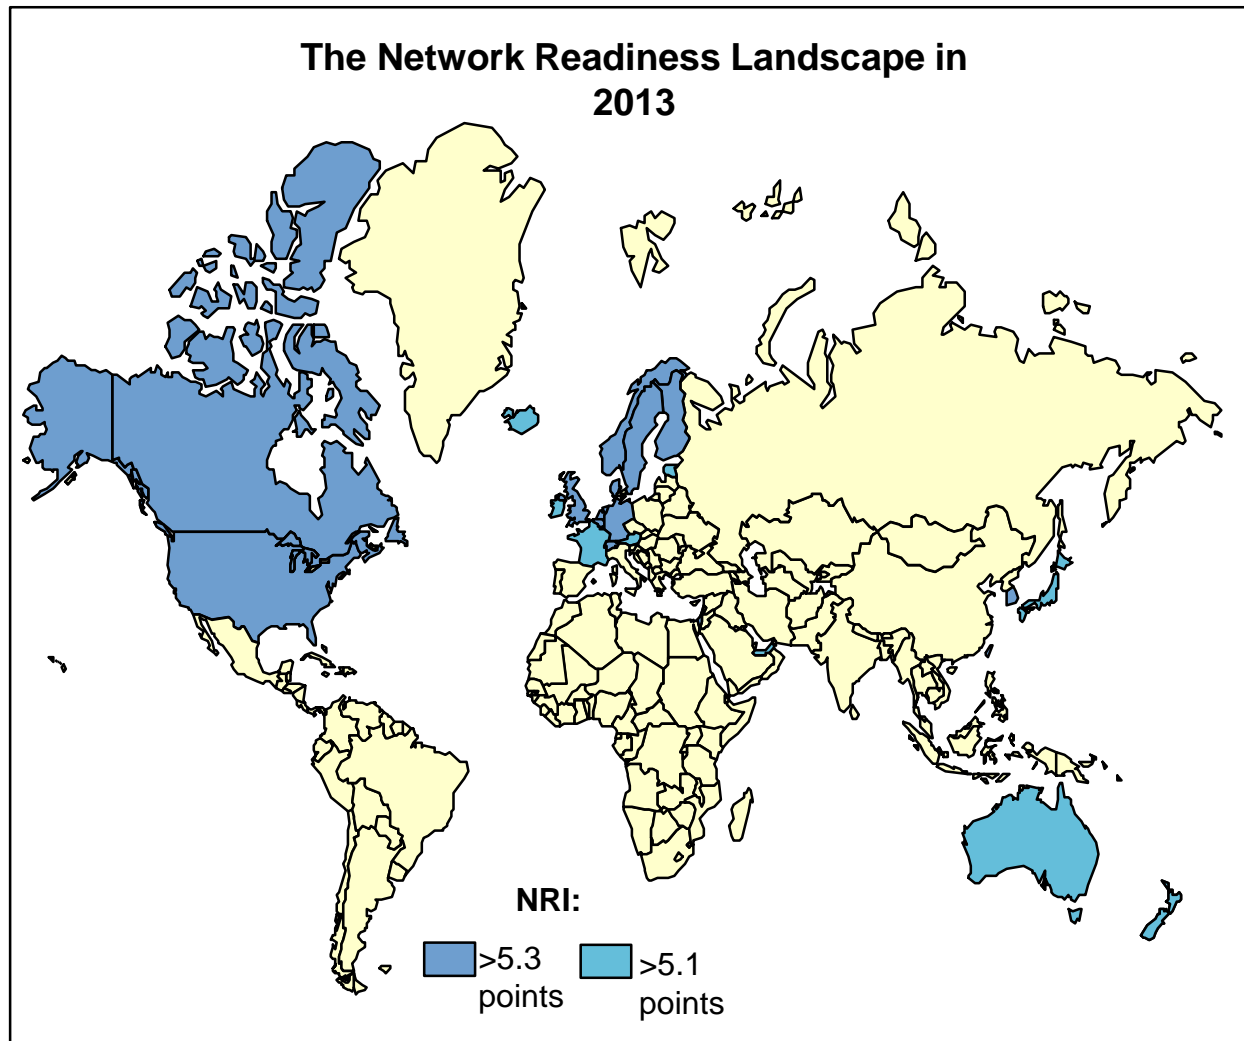 The Network Readiness Landscape in
2013
NRI:
>5.3
points
>5.1
points